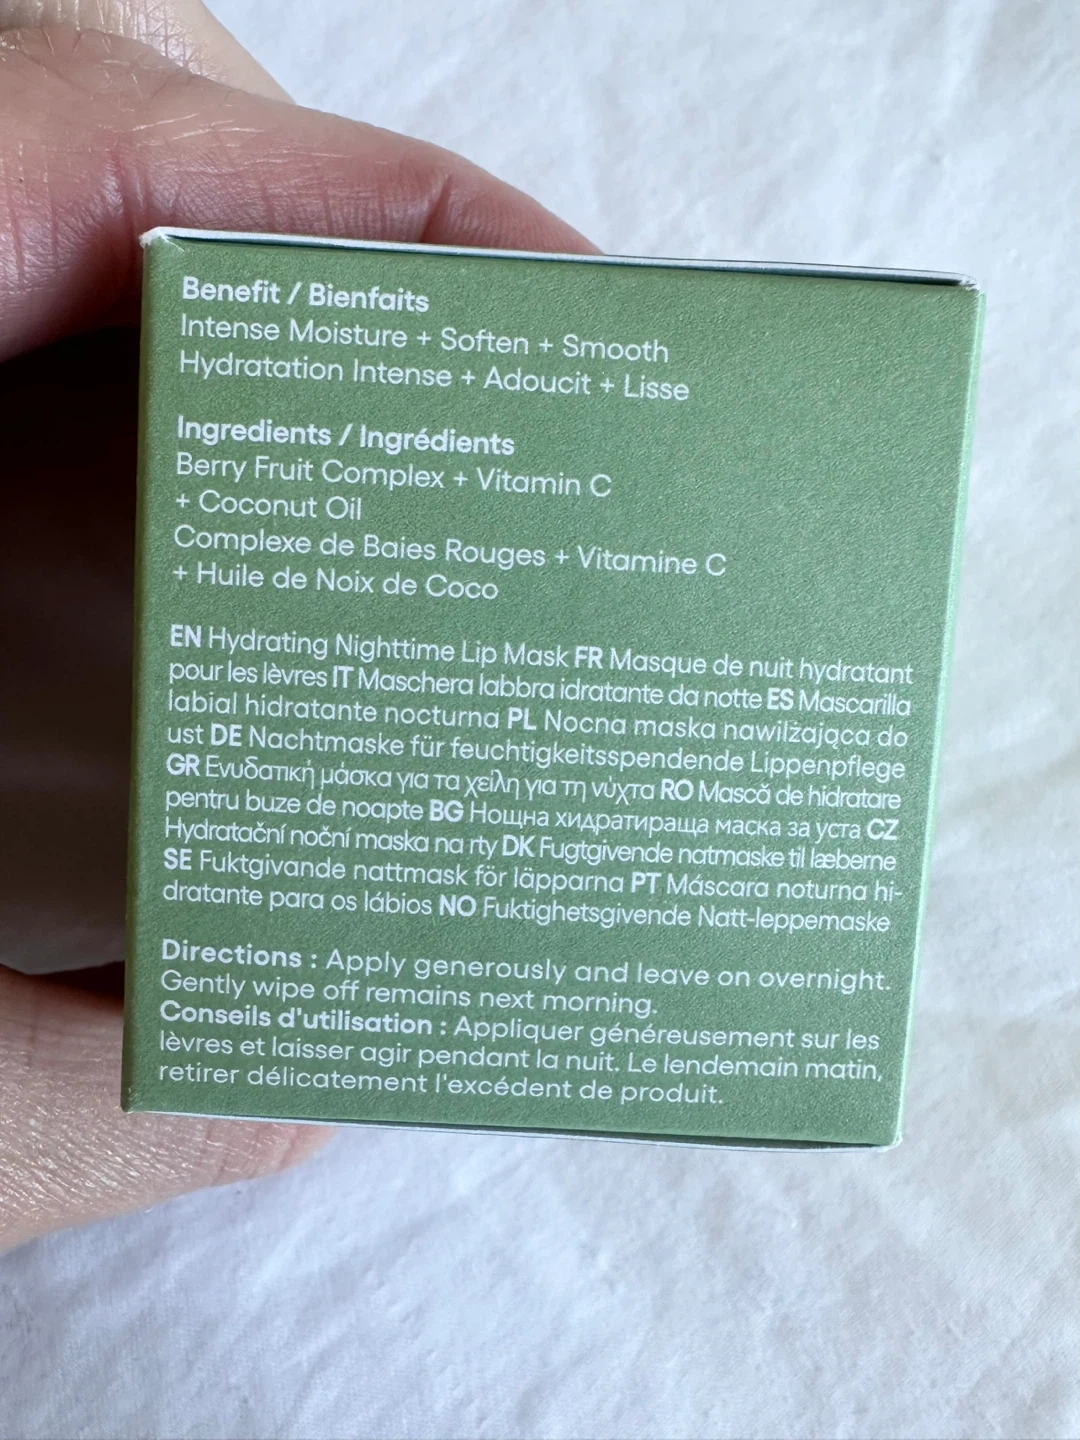 Benefit / Bienfaits
Intense Moisture + Soften + Smooth
Hydratation Intense + Adoucit + Lisse
Ingredients / Ingrédients
Berry Fruit Complex + Vitamin C
+ Coconut Oil
Complexe de Baies Rouges + Vitamine C
+ Huile de Noix de Coco
EN Hydrating Nighttime Lip Mask FR Masque de nuit hydratant
pour les lèvres IT Maschera labbra idratante da notte ES Mascarilla
labial hidratante nocturna PL Nocna maska nawilżająca do
ust DE Nachtmaske für feuchtigkeitsspendende Lippenpflege
GR Ενυδατική μάσκα για τα χείλη για τη νύχτα RO Mască de hidratare
pentru buze de noapte BG Нощна хидратираща маска за уста CZ
Hydratační noční maska na rty DK Fugtgivende natmaske til læberne
SE Fuktgivande nattmask för läpparna PT Máscara noturna hi-
dratante para os lábios NO Fuktighetsgivende Natt-leppemaske
Directions : Apply generously and leave on overnight.
Gently wipe off remains next morning.
Conseils d'utilisation : Appliquer généreusement sur les
lèvres et laisser agir pendant la nuit. Le lendemain matin,
retirer délicatement l'excédent de produit.